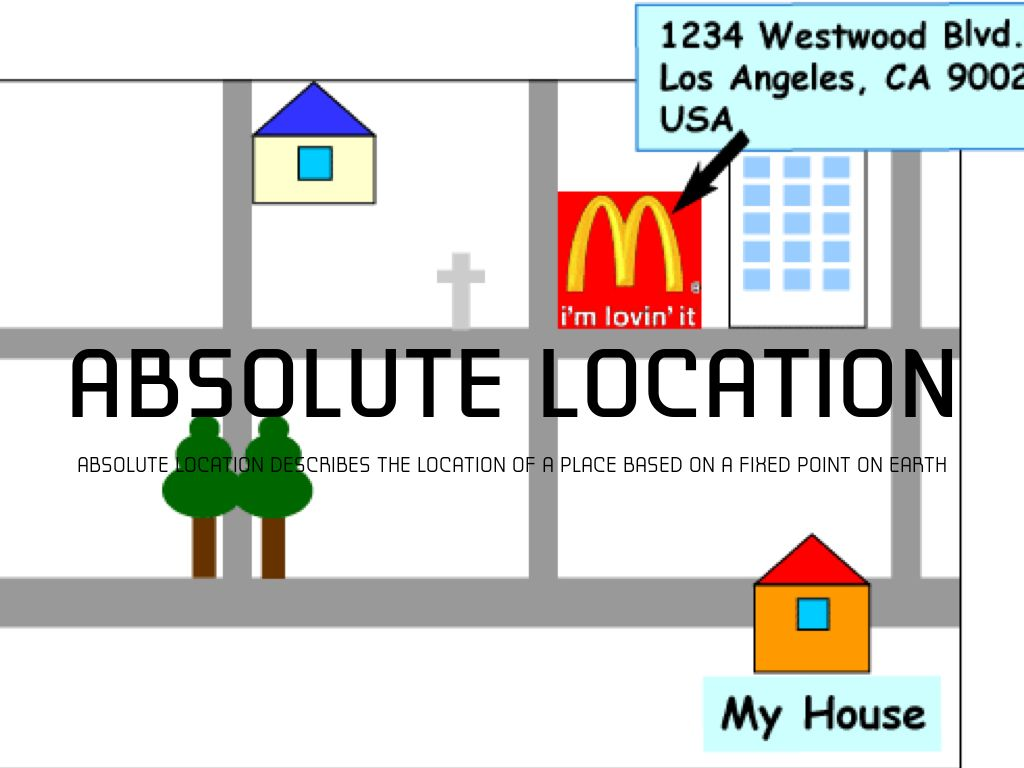 1234 Westwood Blvd.
Los Angeles, CA 9002
USA
i'm lovin' it
ABSOLUTE LOCATION
ABSOLUTE LOCATION DESCRIBES THE LOCATION OF A PLACE BASED ON A FIXED POINT ON EARTH
My House